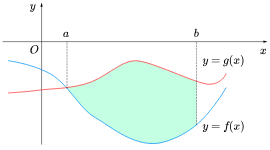 y
a
b
O
x
y = g(x)
y = f(x)